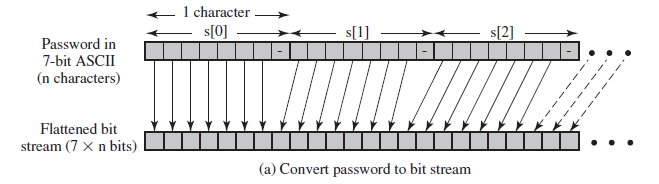 1 character
s[0] s[1] s[2]
Password in
7-bit ASCII
(n characters)
- - -
Flattened bit
stream (7 × n bits)
(a) Convert password to bit stream